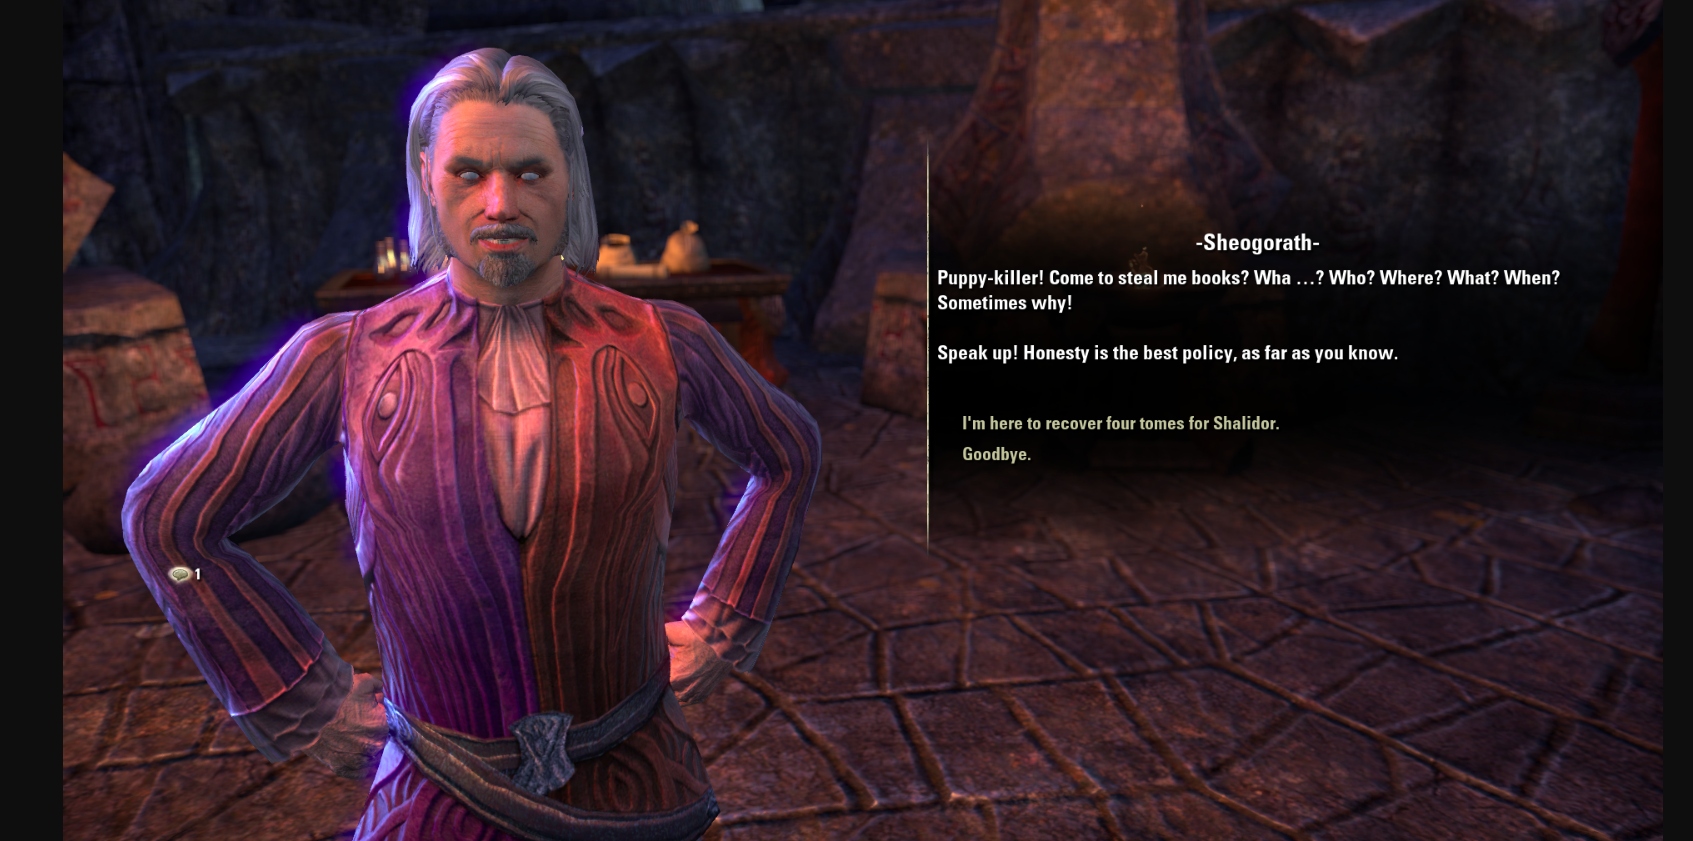 -Sheogorath-
Puppy-killer! Come to steal me books? Wha ...? Who? Where? What? When?
Sometimes why!
Speak up! Honesty is the best policy, as far as you know.
I'm here to recover four tomes for Shalidor.
Goodbye.
1